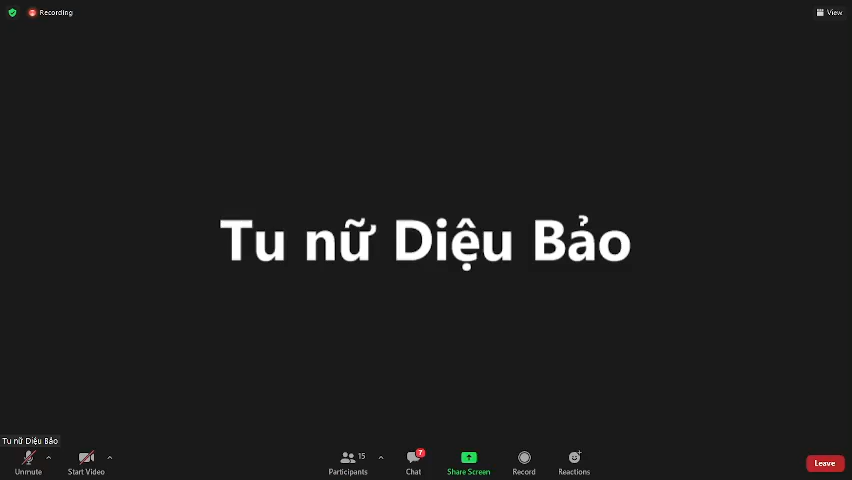 Recording
View
Tu nữ Diệu Bảo
Tu nữ Diệu Bảo
15
7
Unmute
Start Video
Participants
Chat
Share Screen
Record
Reactions
Leave